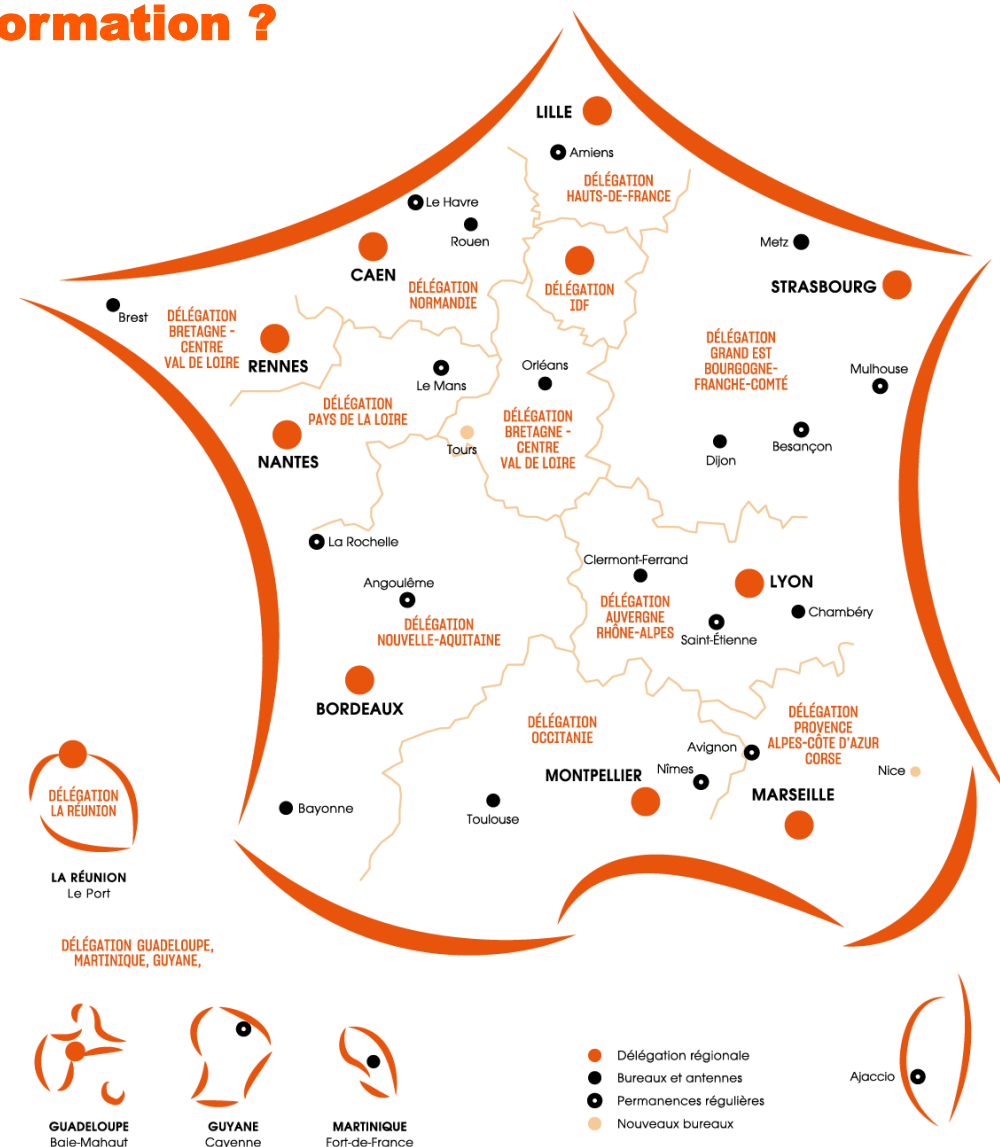 ormation ?
LILLE
Amiens
DÉLÉGATION
HAUTS-DE-FRANCE
Le Havre
Rouen
CAEN
DÉLÉGATION
NORMANDIE
DÉLÉGATION
IDF
Metz
STRASBOURG
Brest
DÉLÉGATION
BRETAGNE -
CENTRE
VAL DE LOIRE
RENNES
Le Mans
Orléans
DÉLÉGATION
GRAND EST
BOURGOGNE-
FRANCHE-COMTÉ
Mulhouse
DÉLÉGATION
PAYS DE LA LOIRE
NANTES
Tours
DÉLÉGATION
BRETAGNE -
CENTRE
VAL DE LOIRE
Dijon
Besançon
La Rochelle
Angoulême
DÉLÉGATION
NOUVELLE-AQUITAINE
Clermont-Ferrand
DÉLÉGATION
AUVERGNE
RHÔNE-ALPES
LYON
Saint-Étienne
Chambéry
BORDEAUX
DÉLÉGATION
OCCITANIE
DÉLÉGATION
PROVENCE
ALPES-CÔTE D'AZUR
CORSE
Avignon
Nîmes
Nice
MONTPELLIER
MARSEILLE
Bayonne
Toulouse
DÉLÉGATION
LA RÉUNION
LA RÉUNION
Le Port
DÉLÉGATION GUADELOUPE,
MARTINIQUE, GUYANE,
GUADELOUPE
Baie-Mahaut
GUYANE
Cayenne
MARTINIQUE
Fort-de-France
Délégation régionale
Bureaux et antennes
Permanences régulières
Nouveaux bureaux
Ajaccio